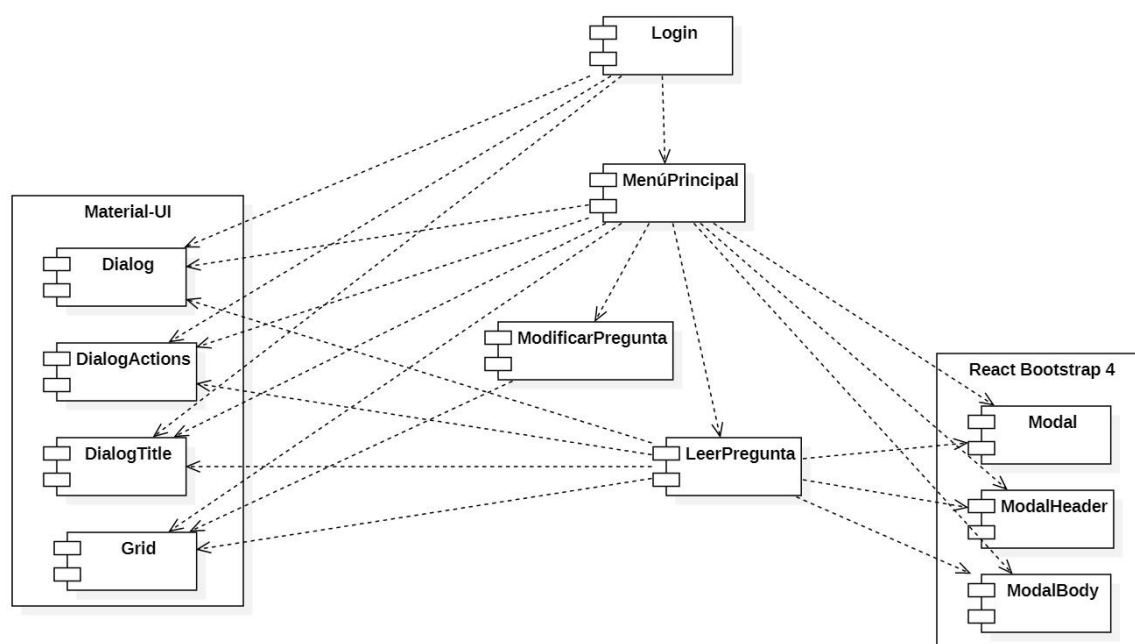 Login
MenúPrincipal
Material-UI
Dialog
ModificarPregunta
DialogActions
React Bootstrap 4
Modal
DialogTitle
LeerPregunta
ModalHeader
Grid
ModalBody